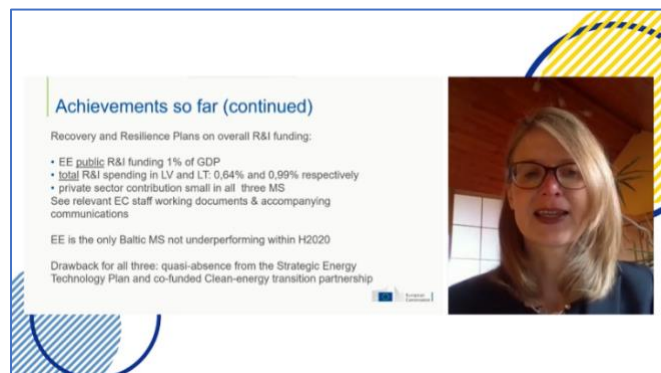 Achievements so far (continued)
Recovery and Resilience Plans on overall R&I funding:
• EE public R&I funding 1% of GDP
• total R&I spending in LV and LT: 0,64% and 0,99% respectively
• private sector contribution small in all three MS
See relevant EC staff working documents & accompanying
communications
EE is the only Baltic MS not underperforming within H2020
Drawback for all three: quasi-absence from the Strategic Energy
Technology Plan and co-funded Clean-energy transition partnership
European
Commission